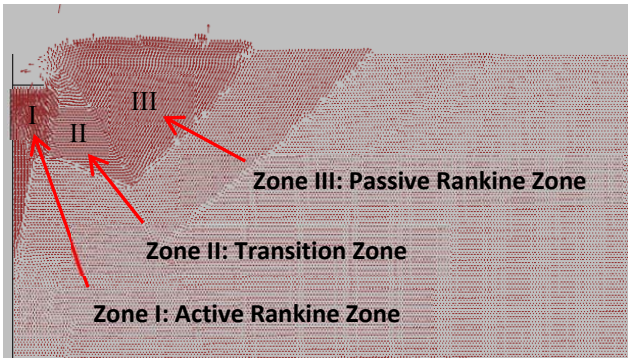 III
I
II
Zone III: Passive Rankine Zone
Zone II: Transition Zone
Zone I: Active Rankine Zone